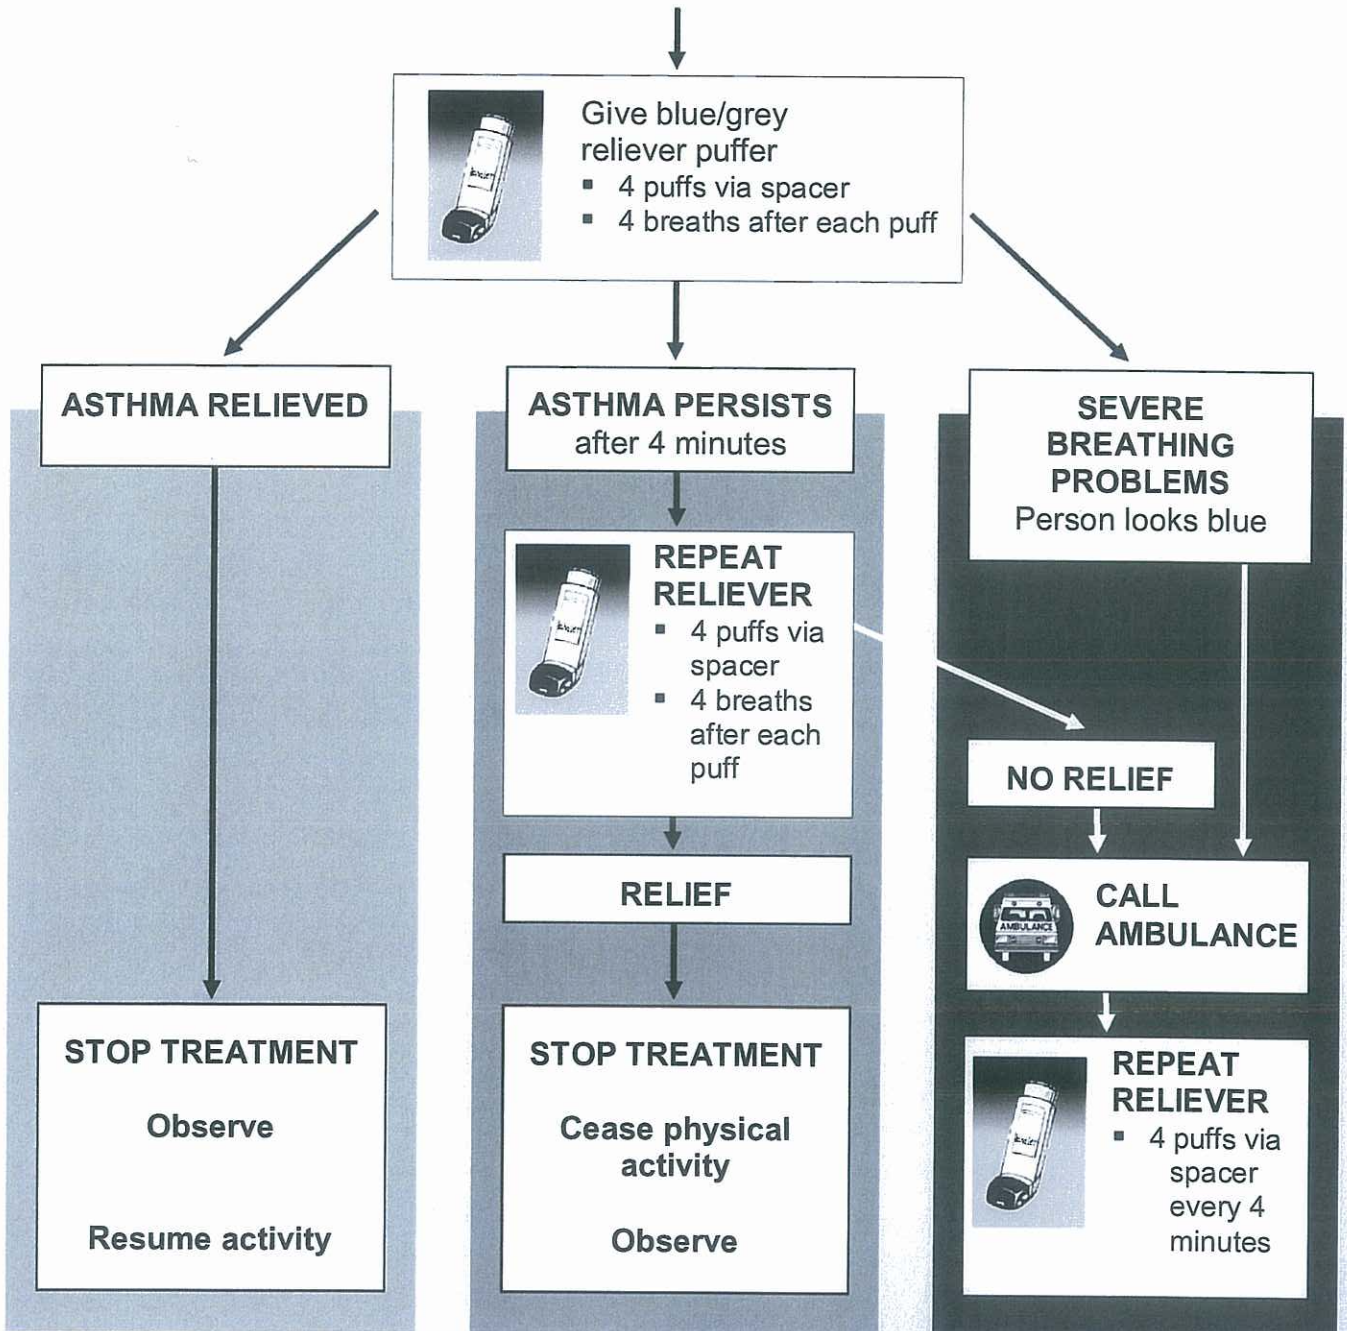 Give blue/grey
reliever puffer
▪ 4 puffs via spacer
▪ 4 breaths after each puff
ASTHMA RELIEVED
STOP TREATMENT
Observe
Resume activity
ASTHMA PERSISTS
after 4 minutes
REPEAT
RELIEVER
▪ 4 puffs via
spacer
▪ 4 breaths
after each
puff
RELIEF
STOP TREATMENT
Cease physical
activity
Observe
SEVERE
BREATHING
PROBLEMS
Person looks blue
NO RELIEF
CALL
AMBULANCE
AMBULANCE
REPEAT
RELIEVER
▪ 4 puffs via
spacer
every 4
minutes